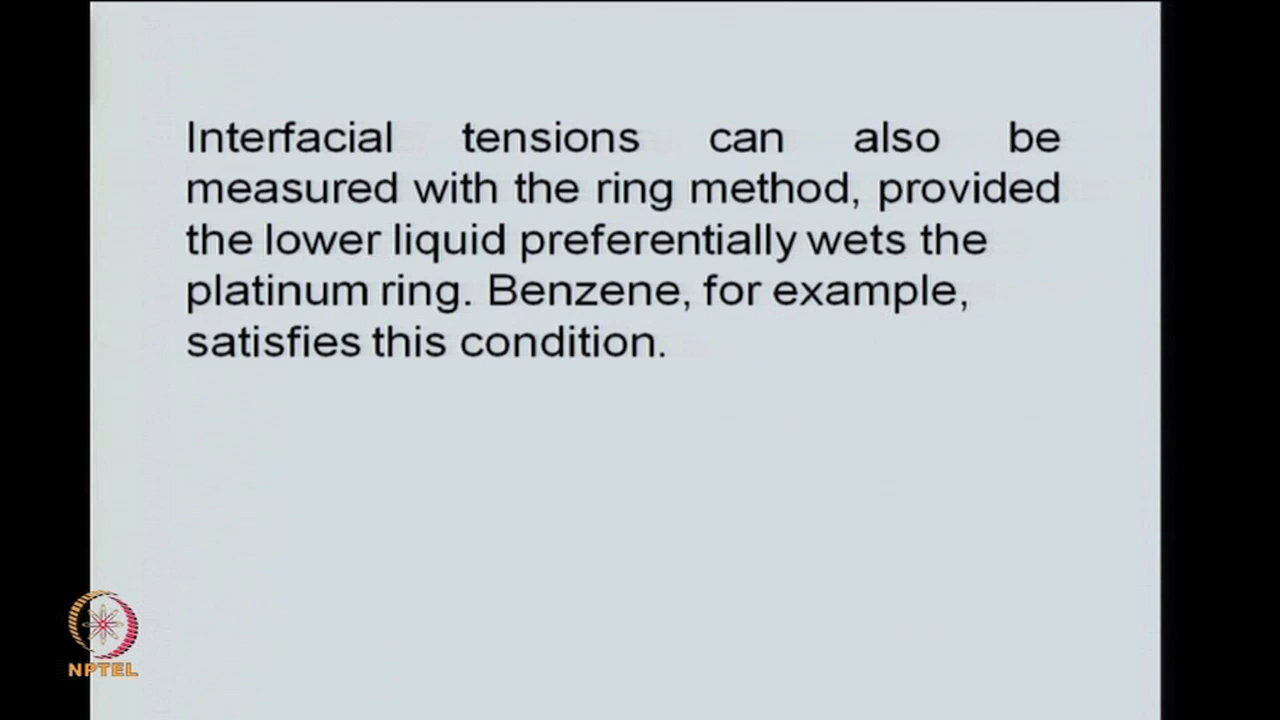 Interfacial tensions can also be
measured with the ring method, provided
the lower liquid preferentially wets the
platinum ring. Benzene, for example,
satisfies this condition.
NPTEL